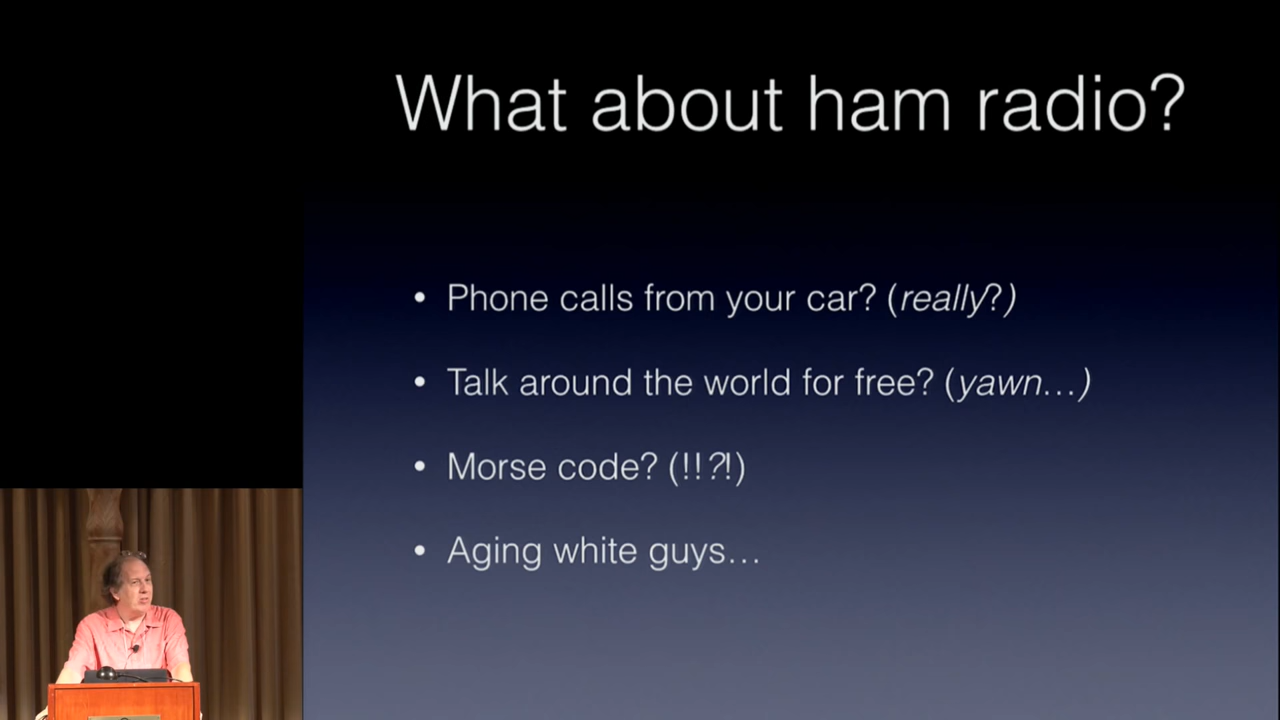 What about ham radio?
• Phone calls from your car? (really?)
• Talk around the world for free? (yawn…)
• Morse code? (!!?!)
• Aging white guys…